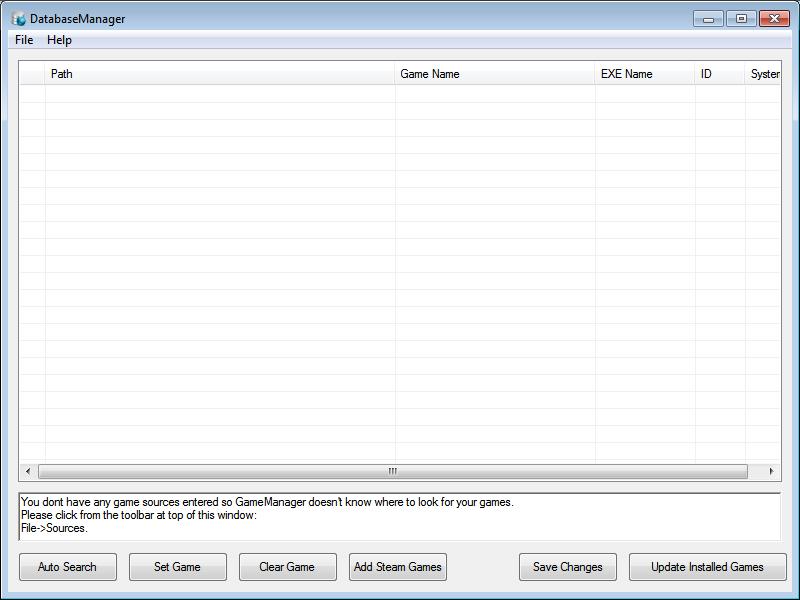 DatabaseManager
File Help
Path Game Name EXE Name ID System
You dont have any game sources entered so GameManager doesn't know where to look for your games.
Please click from the toolbar at top of this window:
File->Sources.
Auto Search Set Game Clear Game Add Steam Games Save Changes Update Installed Games